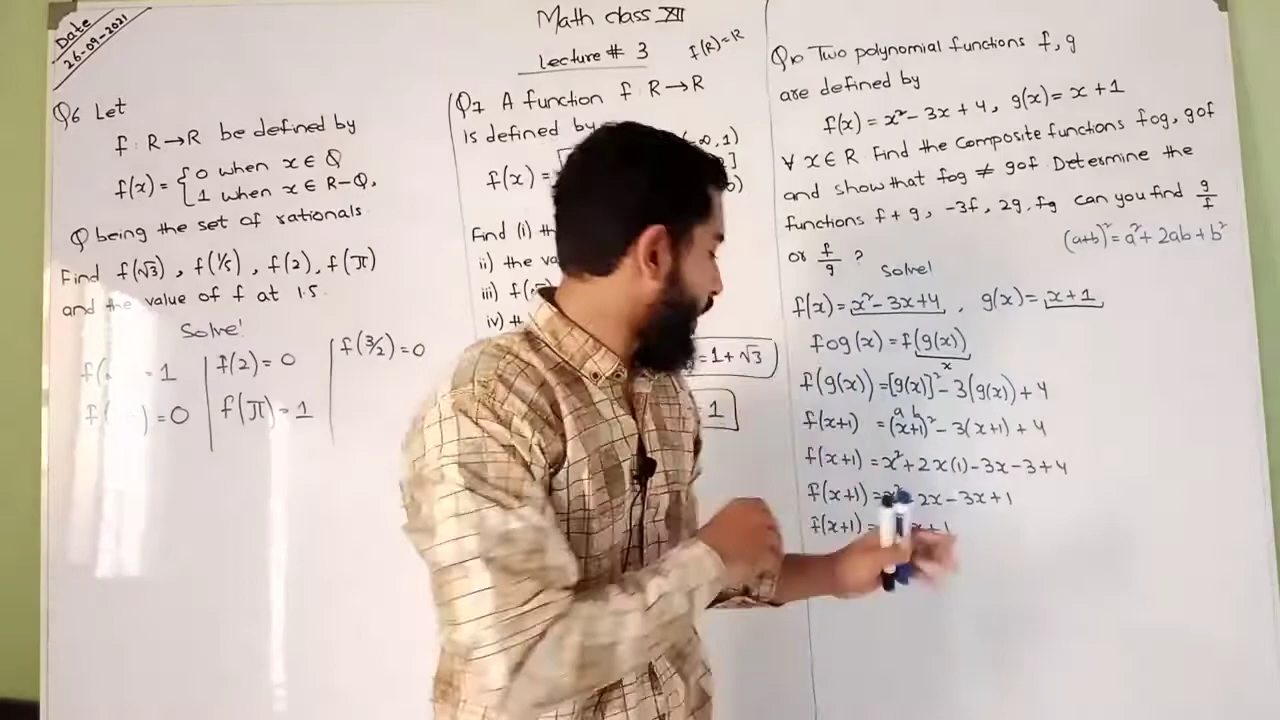 Date
26-09-2021
Math class XII
Lecture # 3
f(R)=R
Q6 Let
f: R→R be defined by
f(x) = { 0 when x ∈ Q
1 when x ∈ R-Q,
Q being the set of rationals.
Find f(√3), f(1/5), f(2), f(π)
and the value of f at 1.5.
Solve!
f( = 1
f( = 0
f(2) = 0
f(π) = 1
f(3/2) = 0
Q7 A function f: R→R
is defined by
f(x) =
∞, 1)
]
)
Find (i) th
ii) the va
iii) f(
iv)
= 1 + √3
= 1
Q10 Two polynomial functions f, g
are defined by
f(x) = x² - 3x + 4, g(x) = x + 1
∀ x ∈ R. Find the Composite functions fog, gof
and show that fog ≠ gof. Determine the
functions f + g, -3f, 2g, fg can you find g/f
or f/g ?
(a+b)² = a² + 2ab + b²
Solve!
f(x) = x² - 3x + 4, g(x) = x + 1
fog(x) = f(g(x))
x
f(g(x)) = [g(x)]² - 3(g(x)) + 4
a b
f(x+1) = (x+1)² - 3(x+1) + 4
f(x+1) = x² + 2x(1) - 3x - 3 + 4
f(x+1) = x² 2x - 3x + 1
f(x+1) = x + 1